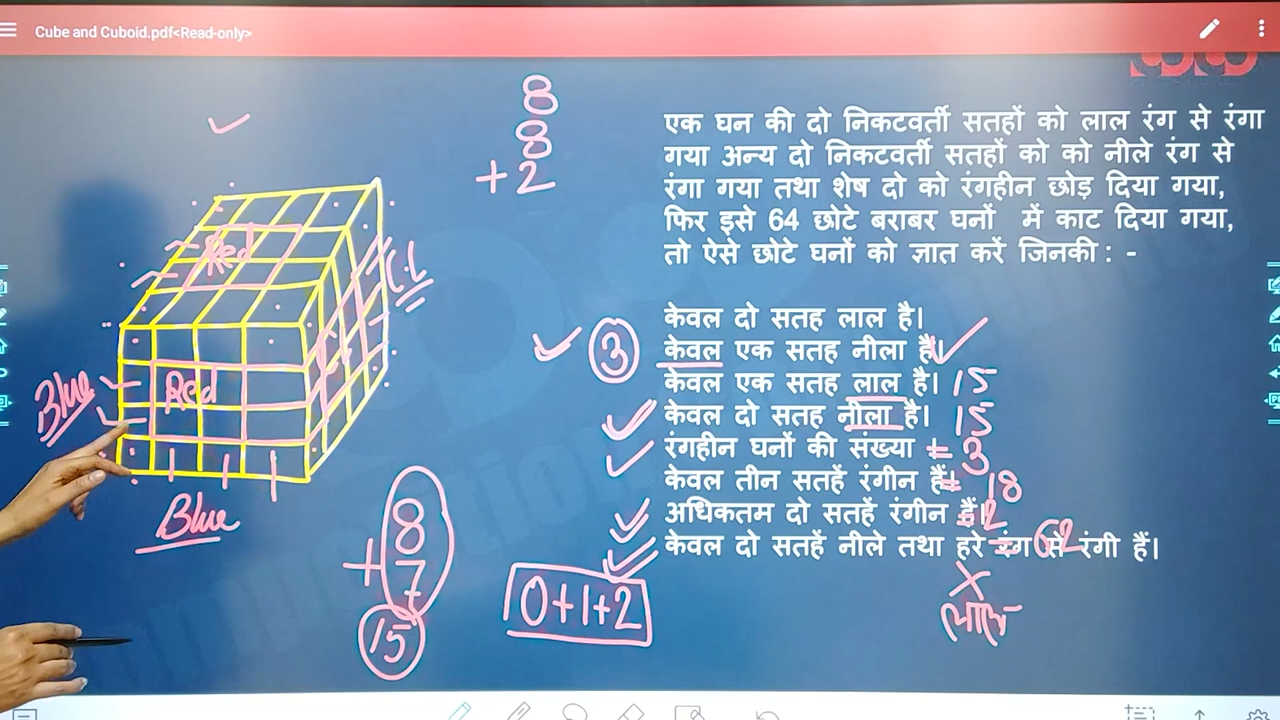 Cube and Cuboid.pdf<Read-only>
8
8
+ 2
एक घन की दो निकटवर्ती सतहों को लाल रंग से रंगा
गया अन्य दो निकटवर्ती सतहों को को नीले रंग से
रंगा गया तथा शेष दो को रंगहीन छोड़ दिया गया,
फिर इसे 64 छोटे बराबर घनों में काट दिया गया,
तो ऐसे छोटे घनों को ज्ञात करें जिनकी : -
Red
Red
Blue
Blue
केवल दो सतह लाल है।
3 केवल एक सतह नीला है।
केवल एक सतह लाल है। 15
केवल दो सतह नीला है। 15
रंगहीन घनों की संख्या = 3
केवल तीन सतहें रंगीन हैं 18
अधिकतम दो सतहें रंगीन हैं। 2
केवल दो सतहें नीले तथा हरे रंग से रंगी हैं। 62
लाल
8
+ 7
15
0+1+2